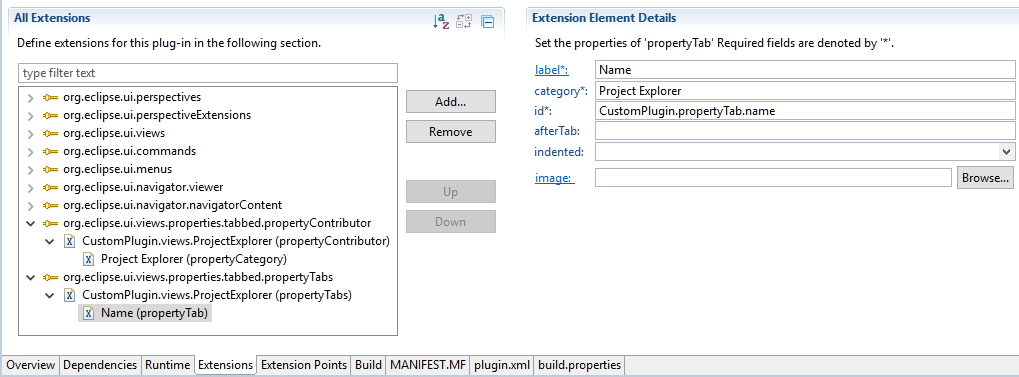 All Extensions
Define extensions for this plug-in in the following section.
type filter text
org.eclipse.ui.perspectives
org.eclipse.ui.perspectiveExtensions
org.eclipse.ui.views
org.eclipse.ui.commands
org.eclipse.ui.menus
org.eclipse.ui.navigator.viewer
org.eclipse.ui.navigator.navigatorContent
org.eclipse.ui.views.properties.tabbed.propertyContributor
CustomPlugin.views.ProjectExplorer (propertyContributor)
Project Explorer (propertyCategory)
org.eclipse.ui.views.properties.tabbed.propertyTabs
CustomPlugin.views.ProjectExplorer (propertyTabs)
Name (propertyTab)
Add...
Remove
Up
Down
Extension Element Details
Set the properties of 'propertyTab' Required fields are denoted by '*'.
label*: Name
category*: Project Explorer
id*: CustomPlugin.propertyTab.name
afterTab:
indented:
image: Browse...
Overview Dependencies Runtime Extensions Extension Points Build MANIFEST.MF plugin.xml build.properties